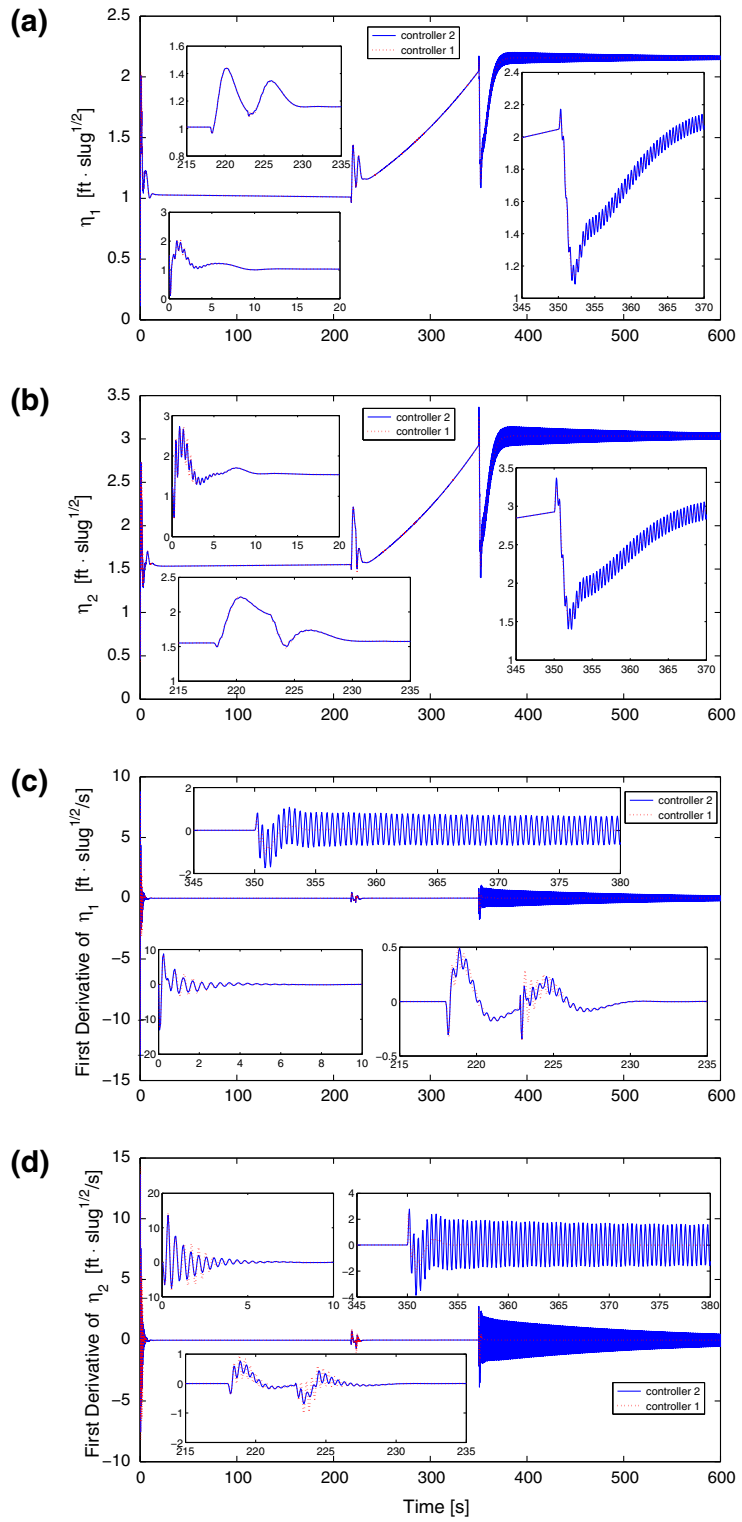 (a)
η1 [ft · slug^1/2]
2.5
2
1.5
1
0.5
0
0 100 200 300 400 500 600
controller 2
controller 1
1.6
1.4
1.2
1
0.8
215 220 225 230 235
3
2
1
0
0 5 10 15 20
2.4
2.2
2
1.8
1.6
1.4
1.2
1
345 350 355 360 365 370
(b)
η2 [ft · slug^1/2]
3.5
3
2.5
2
1.5
1
0.5
0
0 100 200 300 400 500 600
controller 2
controller 1
3
2
1
0
0 5 10 15 20
2.5
2
1.5
1
215 220 225 230 235
3.5
3
2.5
2
1.5
1
345 350 355 360 365 370
(c)
First Derivative of η1 [ft · slug^1/2/s]
10
5
0
−5
−10
−15
0 100 200 300 400 500 600
controller 2
controller 1
2
0
−2
345 350 355 360 365 370 375 380
10
0
−10
−20
0 2 4 6 8 10
0.5
0
−0.5
215 220 225 230 235
(d)
First Derivative of η2 [ft · slug^1/2/s]
15
10
5
0
−5
−10
0 100 200 300 400 500 600
controller 2
controller 1
20
10
0
−10
0 5 10
4
2
0
−2
−4
345 350 355 360 365 370 375 380
1
0
−1
−2
215 220 225 230 235
Time [s]